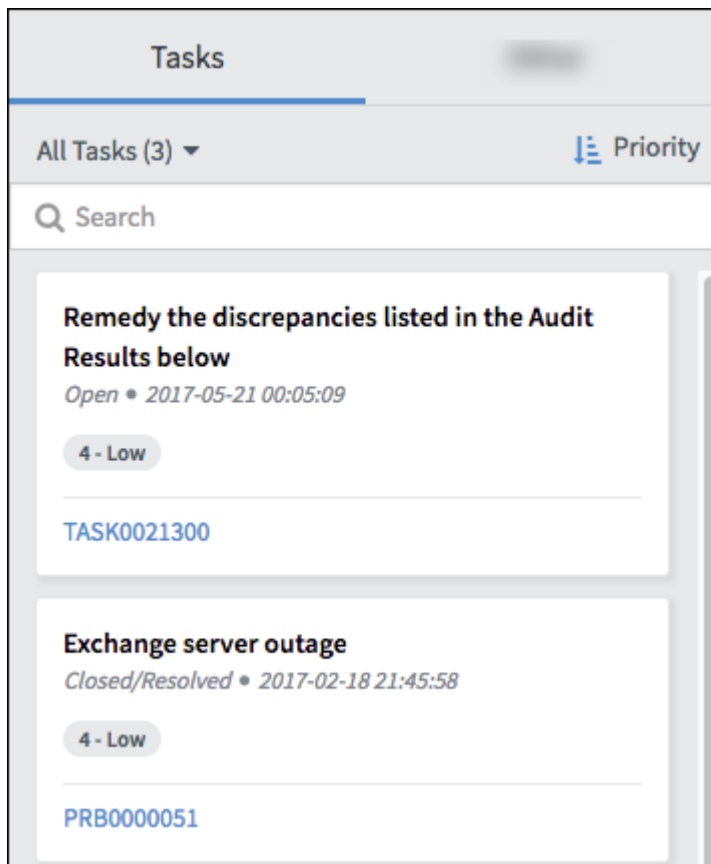 Tasks
All Tasks (3)
Priority
Search
Remedy the discrepancies listed in the Audit
Results below
Open • 2017-05-21 00:05:09
4 - Low
TASK0021300
Exchange server outage
Closed/Resolved • 2017-02-18 21:45:58
4 - Low
PRB0000051